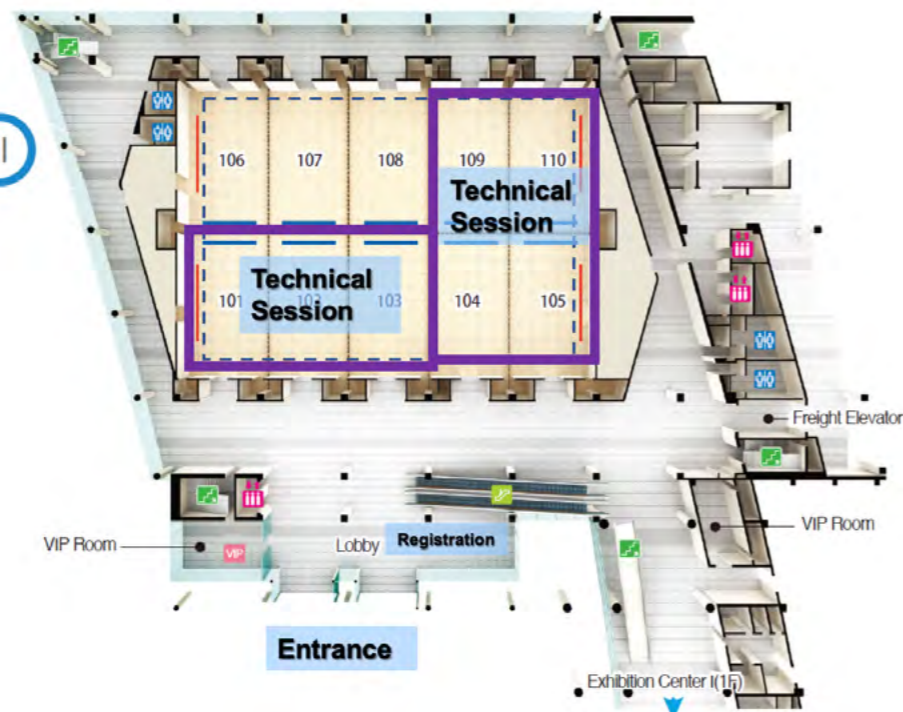 106
107
108
109
110
Technical
Session
Technical
Session
101
102
103
104
105
Freight Elevator
VIP Room
VIP
Lobby
Registration
VIP Room
Entrance
Exhibition Center I(1F)